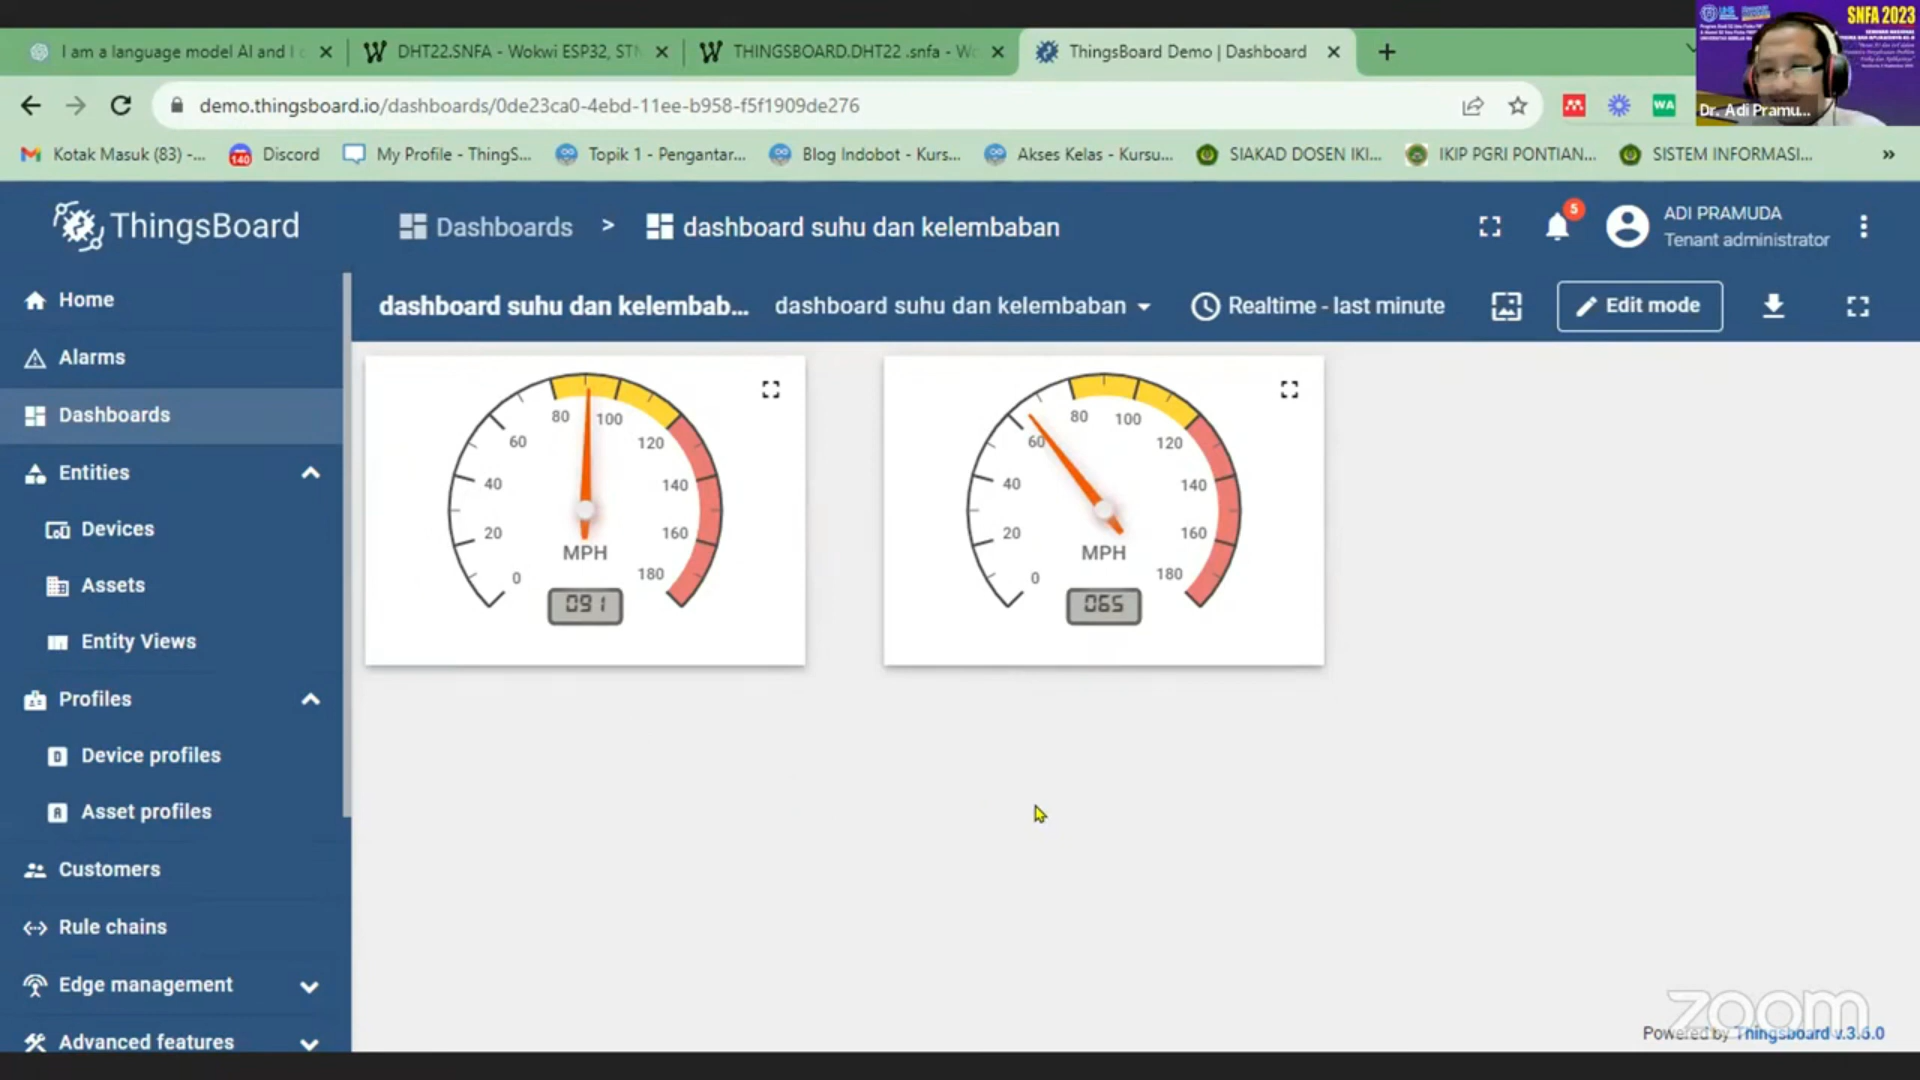 I am a language model AI and I c
DHT22.SNFA - Wokwi ESP32, STM
THINGSBOARD.DHT22 .snfa - Wo
ThingsBoard Demo | Dashboard
SNFA 2023
demo.thingsboard.io/dashboards/0de23ca0-4ebd-11ee-b958-f5f1909de276
WA
Dr. Adi Pramu...
Kotak Masuk (83) -...
140
Discord
My Profile - ThingS...
Topik 1 - Pengantar...
Blog Indobot - Kurs...
Akses Kelas - Kursu...
SIAKAD DOSEN IKI...
IKIP PGRI PONTIAN...
SISTEM INFORMASI...
»
ThingsBoard
Dashboards > dashboard suhu dan kelembaban
5
ADI PRAMUDA
Tenant administrator
dashboard suhu dan kelembab...
dashboard suhu dan kelembaban
Realtime - last minute
Edit mode
Home
Alarms
Dashboards
Entities
Devices
Assets
Entity Views
Profiles
Device profiles
Asset profiles
Customers
Rule chains
Edge management
Advanced features
0 20 40 60 80 100 120 140 160 180
MPH
091
0 20 40 60 80 100 120 140 160 180
MPH
065
zoom
Powered by Thingsboard v.3.6.0